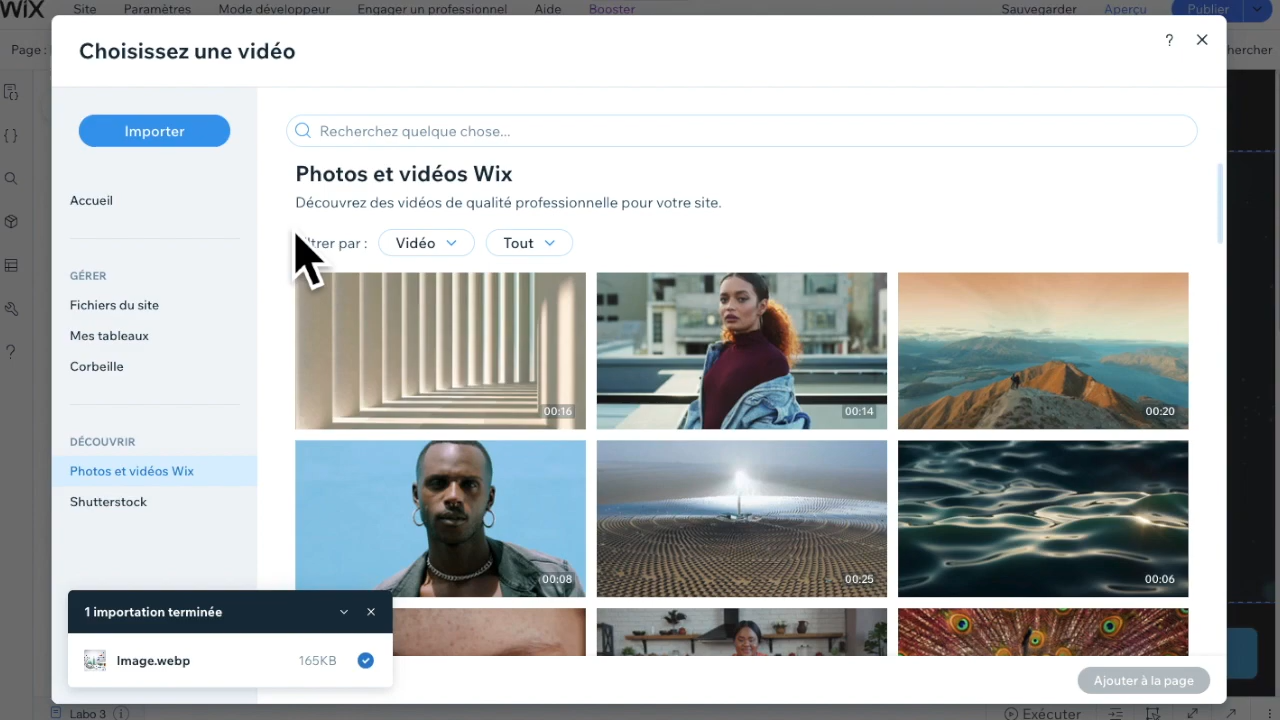 WiX Site Paramètres Mode développeur Engager un professionnel Aide Booster Sauvegarder Aperçu Publier
Page :
hercher
Choisissez une vidéo
?
Importer
Recherchez quelque chose...
Photos et vidéos Wix
Découvrez des vidéos de qualité professionnelle pour votre site.
trer par : Vidéo Tout
Accueil
GÉRER
Fichiers du site
Mes tableaux
Corbeille
DÉCOUVRIR
Photos et vidéos Wix
Shutterstock
00:16 00:14 00:20
00:08 00:25 00:06
1 importation terminée
Image.webp 165KB
Ajouter à la page
Labo 3 Exécuter